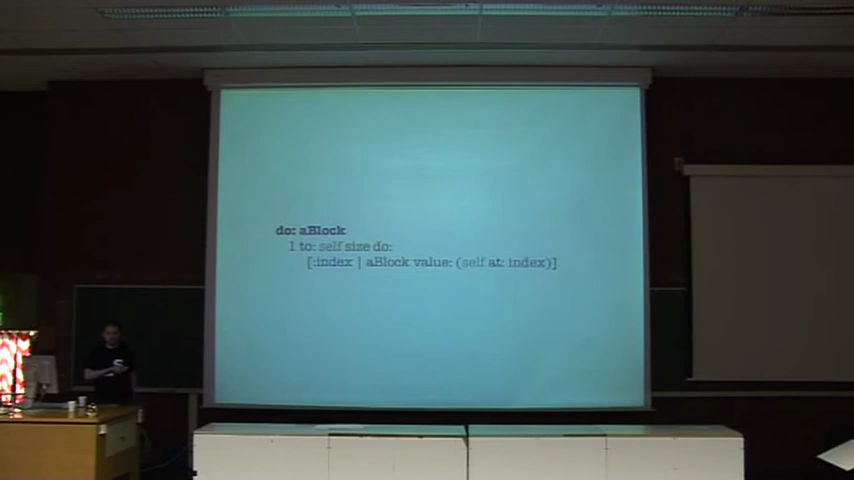 do: aBlock
1 to: self size do:
[:index | aBlock value: (self at: index)]